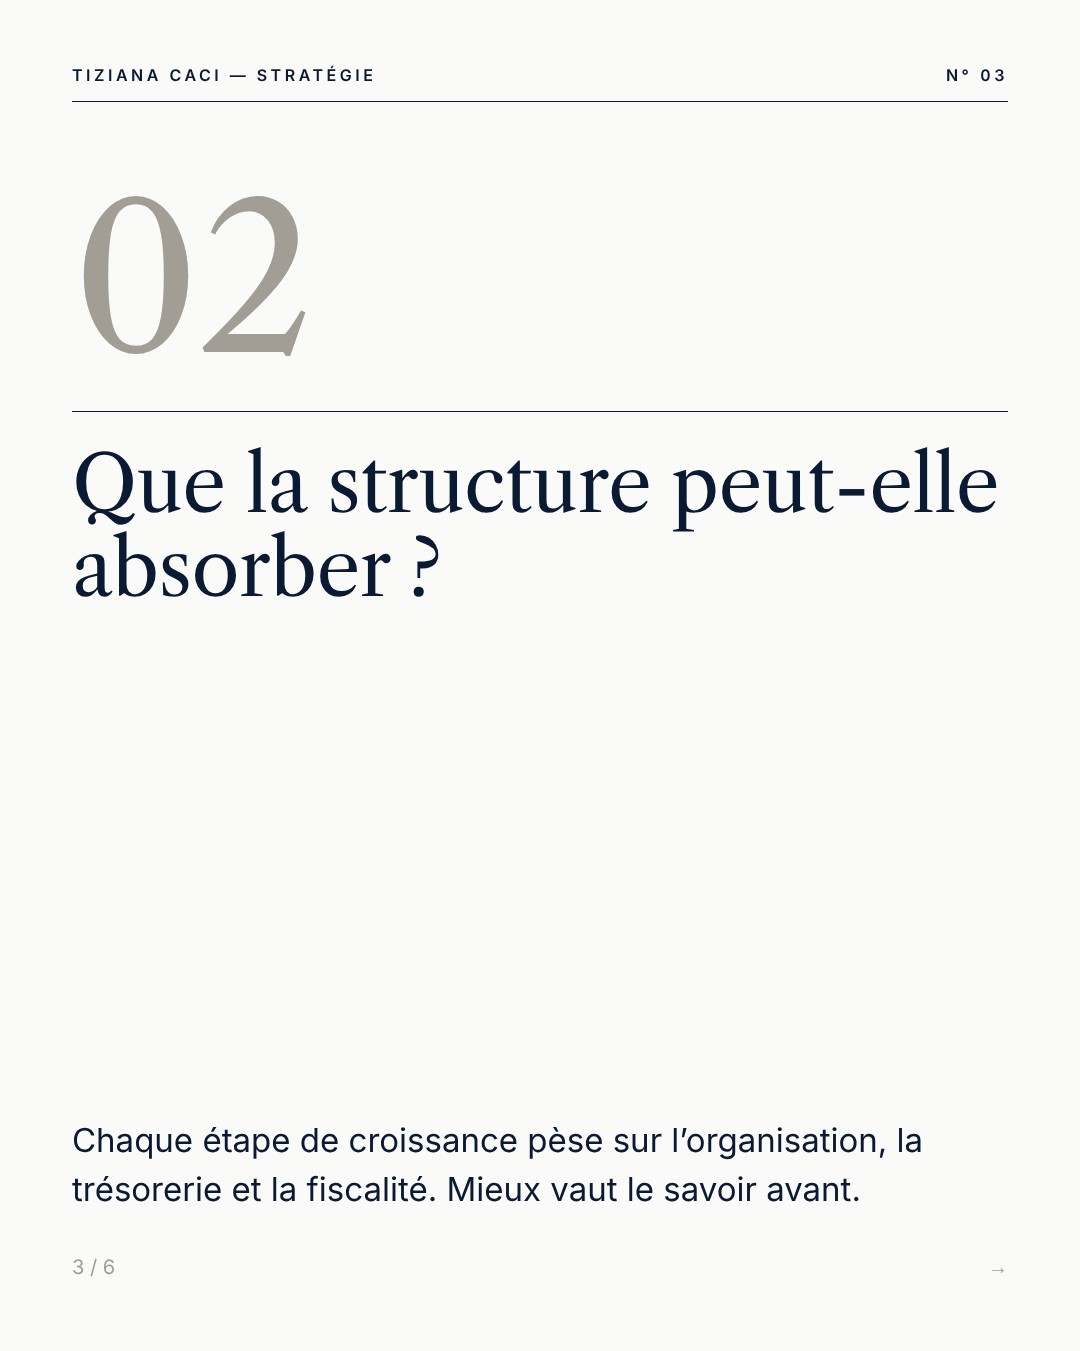 TIZIANA CACI — STRATÉGIE
N° 03
02
Que la structure peut-elle
absorber ?
Chaque étape de croissance pèse sur l’organisation, la
trésorerie et la fiscalité. Mieux vaut le savoir avant.
3 / 6
→